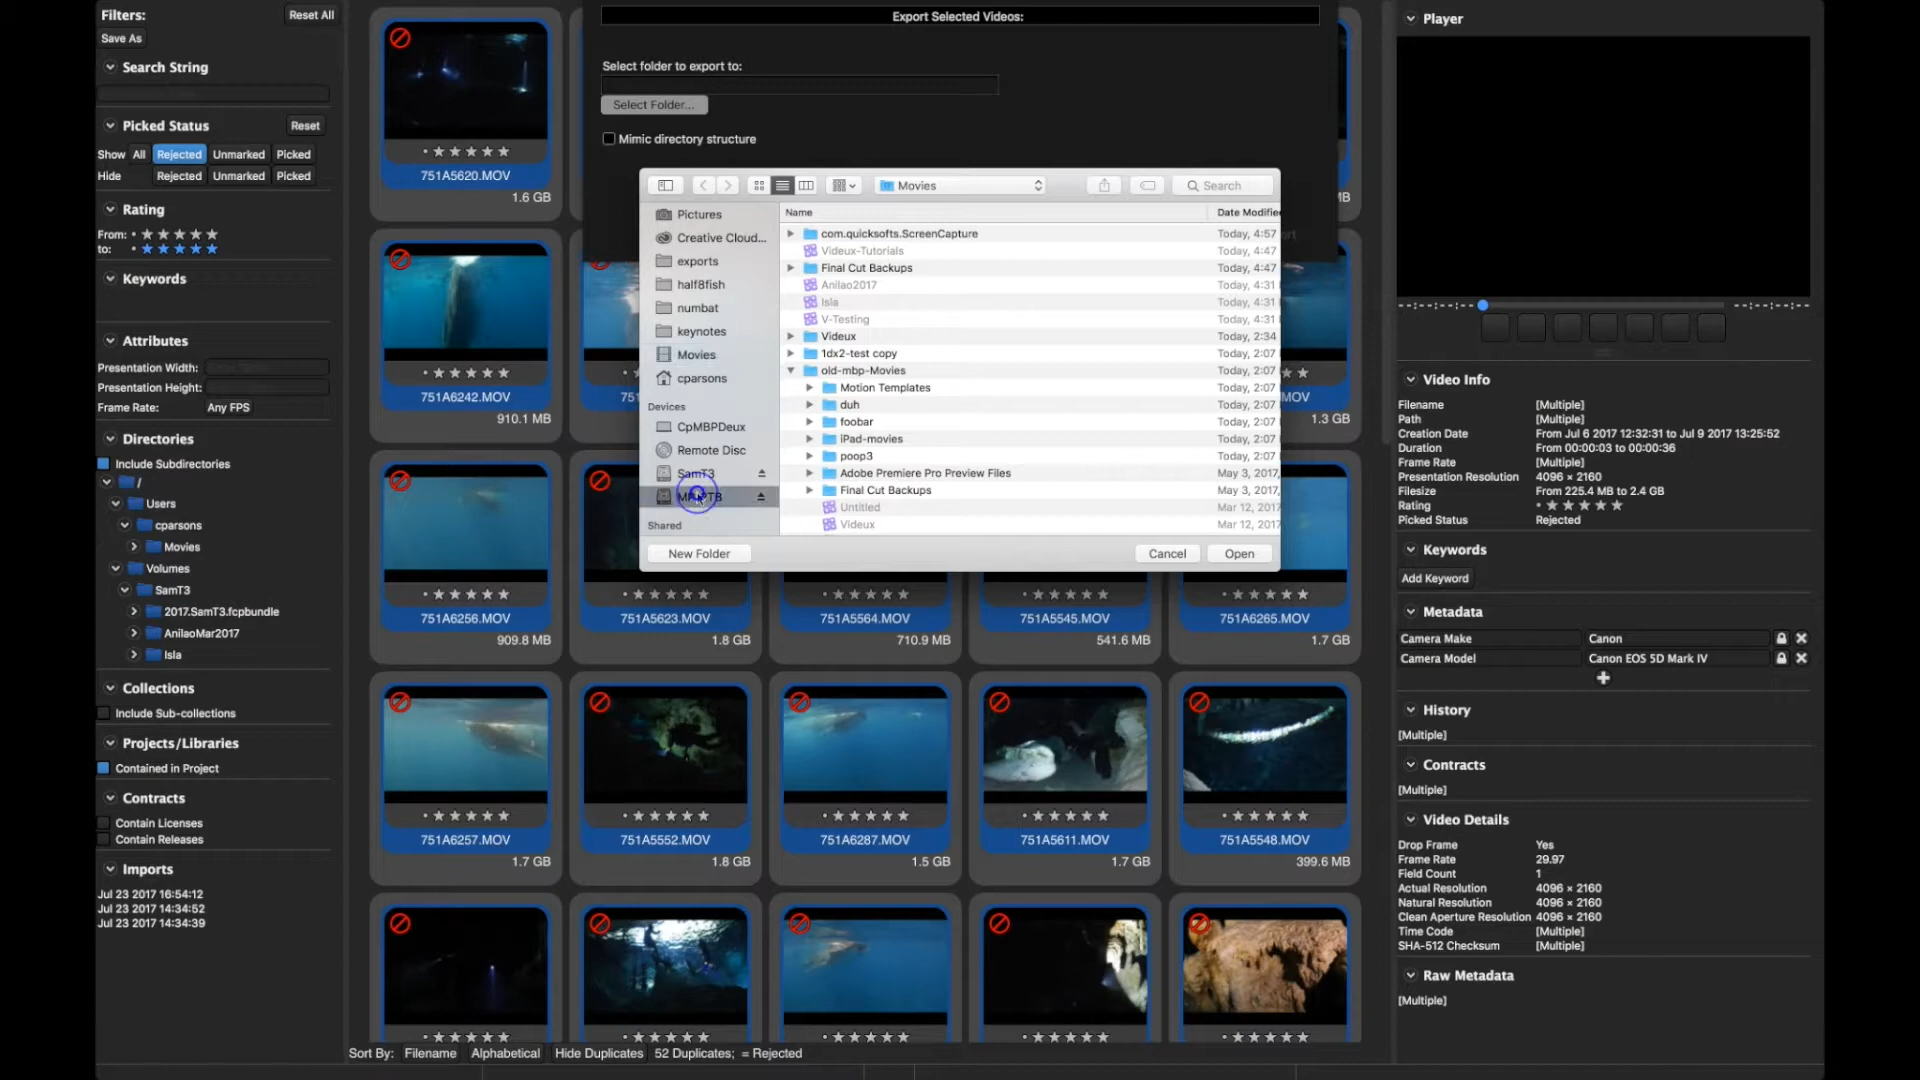 Filters:
Reset All
Save As
Search String
Picked Status
Reset
Show All Rejected Unmarked Picked
Hide Rejected Unmarked Picked
Rating
From:
to:
Keywords
Attributes
Presentation Width:
Presentation Height:
Frame Rate: Any FPS
Directories
Include Subdirectories
/
Users
cparsons
Movies
Volumes
SamT3
2017.SamT3.fcpbundle
AnilaoMar2017
Isla
Collections
Include Sub-collections
Projects/Libraries
Contained in Project
Contracts
Contain Licenses
Contain Releases
Imports
Jul 23 2017 16:54:12
Jul 23 2017 14:34:52
Jul 23 2017 14:34:39
Export Selected Videos:
Select folder to export to:
Select Folder...
Mimic directory structure
Movies
Search
Pictures
Creative Cloud...
exports
half8fish
numbat
keynotes
Movies
cparsons
Devices
CpMBPDeux
Remote Disc
SamT3
Shared
Name Date Modified
com.quicksofts.ScreenCapture Today, 4:57
Videux-Tutorials Today, 4:47
Final Cut Backups Today, 4:47
Anilao2017 Today, 4:31
Isla Today, 4:31
V-Testing Today, 4:31
Videux Today, 2:34
1dx2-test copy Today, 2:07
old-mbp-Movies Today, 2:07
Motion Templates Today, 2:07
duh Today, 2:07
foobar Today, 2:07
iPad-movies Today, 2:07
poop3 Today, 2:07
Adobe Premiere Pro Preview Files May 3, 2017,
Final Cut Backups May 3, 2017,
Untitled Mar 12, 2017
Videux Mar 12, 2017
New Folder Cancel Open
751A5620.MOV
1.6 GB
MB
751A6242.MOV
910.1 MB
751
MOV
1.3 GB
751A6256.MOV 751A5623.MOV 751A5564.MOV 751A5545.MOV 751A6265.MOV
909.8 MB 1.8 GB 710.9 MB 541.6 MB 1.7 GB
751A6257.MOV 751A5552.MOV 751A6287.MOV 751A5611.MOV 751A5548.MOV
1.7 GB 1.8 GB 1.5 GB 1.7 GB 399.6 MB
Sort By: Filename Alphabetical Hide Duplicates 52 Duplicates; = Rejected
Player
Video Info
Filename [Multiple]
Path [Multiple]
Creation Date From Jul 6 2017 12:32:31 to Jul 9 2017 13:25:52
Duration From 00:00:03 to 00:00:36
Frame Rate [Multiple]
Presentation Resolution 4096 × 2160
Filesize From 225.4 MB to 2.4 GB
Rating
Picked Status Rejected
Keywords
Add Keyword
Metadata
Camera Make Canon
Camera Model Canon EOS 5D Mark IV
History
[Multiple]
Contracts
[Multiple]
Video Details
Drop Frame Yes
Frame Rate 29.97
Field Count 1
Actual Resolution 4096 × 2160
Natural Resolution 4096 × 2160
Clean Aperture Resolution 4096 × 2160
Time Code [Multiple]
SHA-512 Checksum [Multiple]
Raw Metadata
[Multiple]